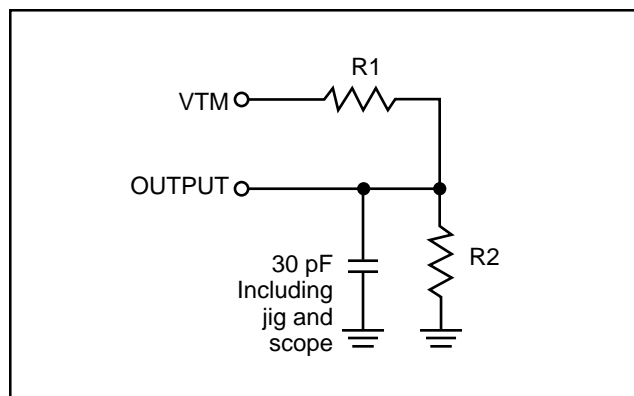 R1
VTM
OUTPUT
R2
30 pF
Including
jig and
scope